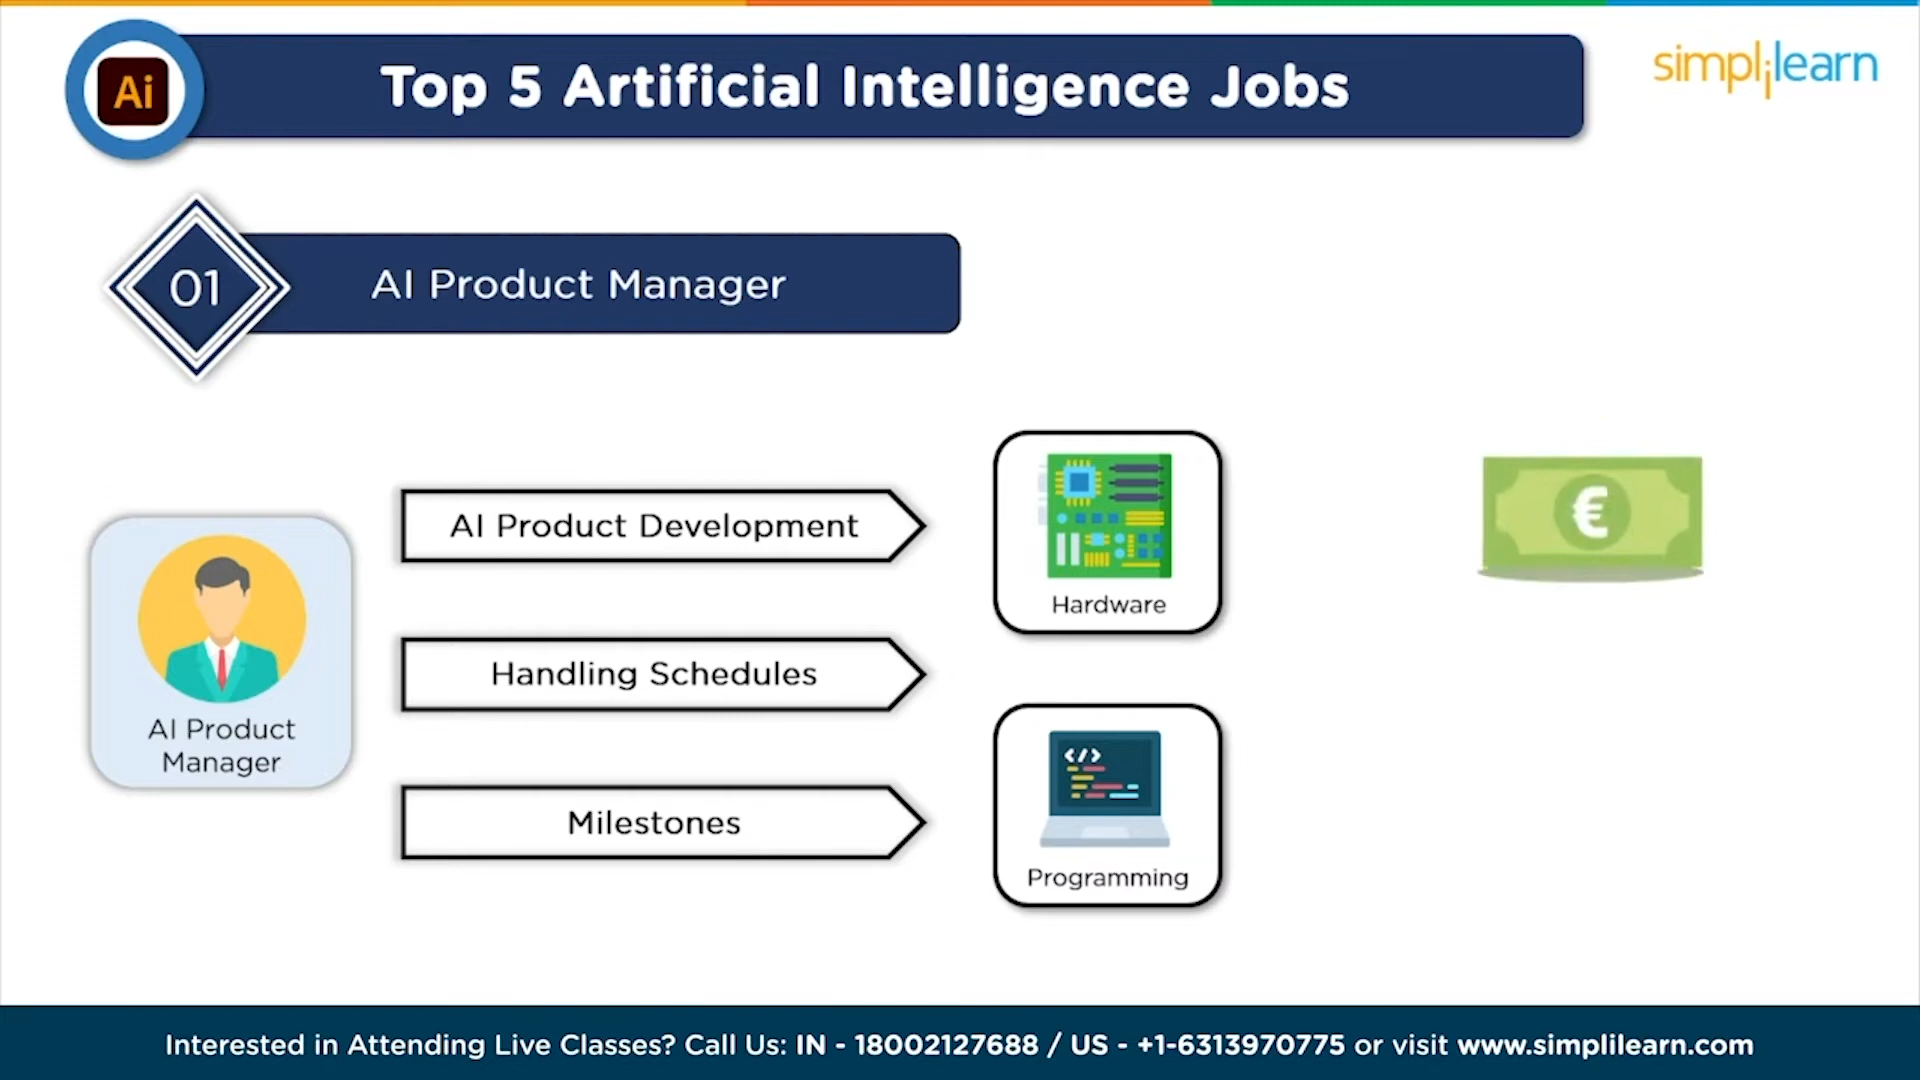 Ai
Top 5 Artificial Intelligence Jobs
simplilearn
01
AI Product Manager
AI Product
Manager
AI Product Development
Handling Schedules
Milestones
Hardware
</>
Programming
€
Interested in Attending Live Classes? Call Us: IN - 18002127688 / US - +1-6313970775 or visit www.simplilearn.com